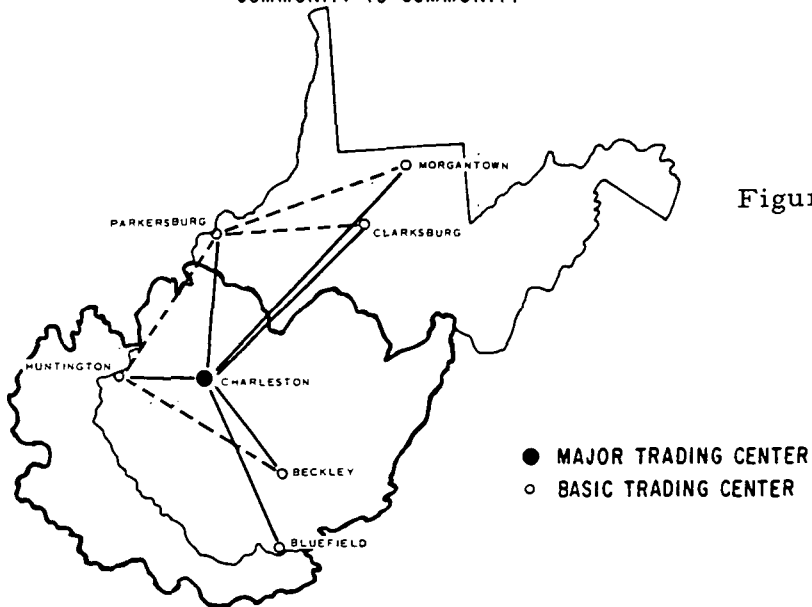 COMMUNITY TO COMMUNITY
MORGANTOWN
PARKERSBURG
CLARKSBURG
Figur
HUNTINGTON
CHARLESTON
BECKLEY
BLUEFIELD
MAJOR TRADING CENTER
BASIC TRADING CENTER